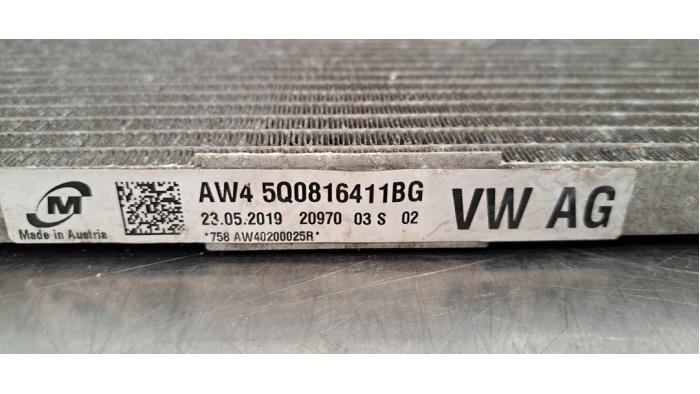 M
Made in Austria
AW4 5Q0816411BG
23.05.2019 20970 03 S 02
*758 AW40200025R*
VW AG